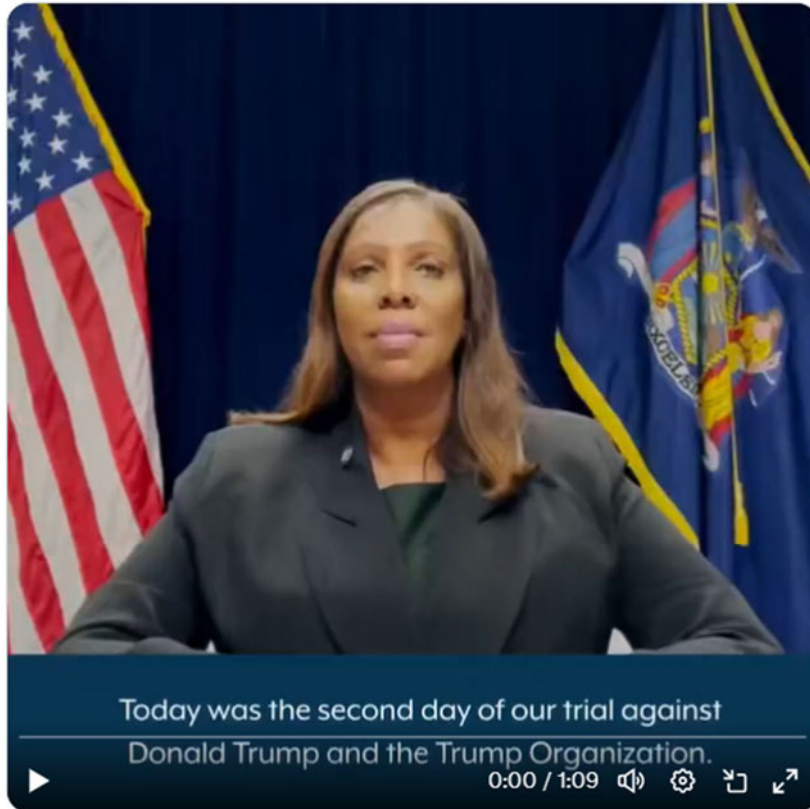 EXCELSI
Today was the second day of our trial against
Donald Trump and the Trump Organization.
0:00 / 1:09